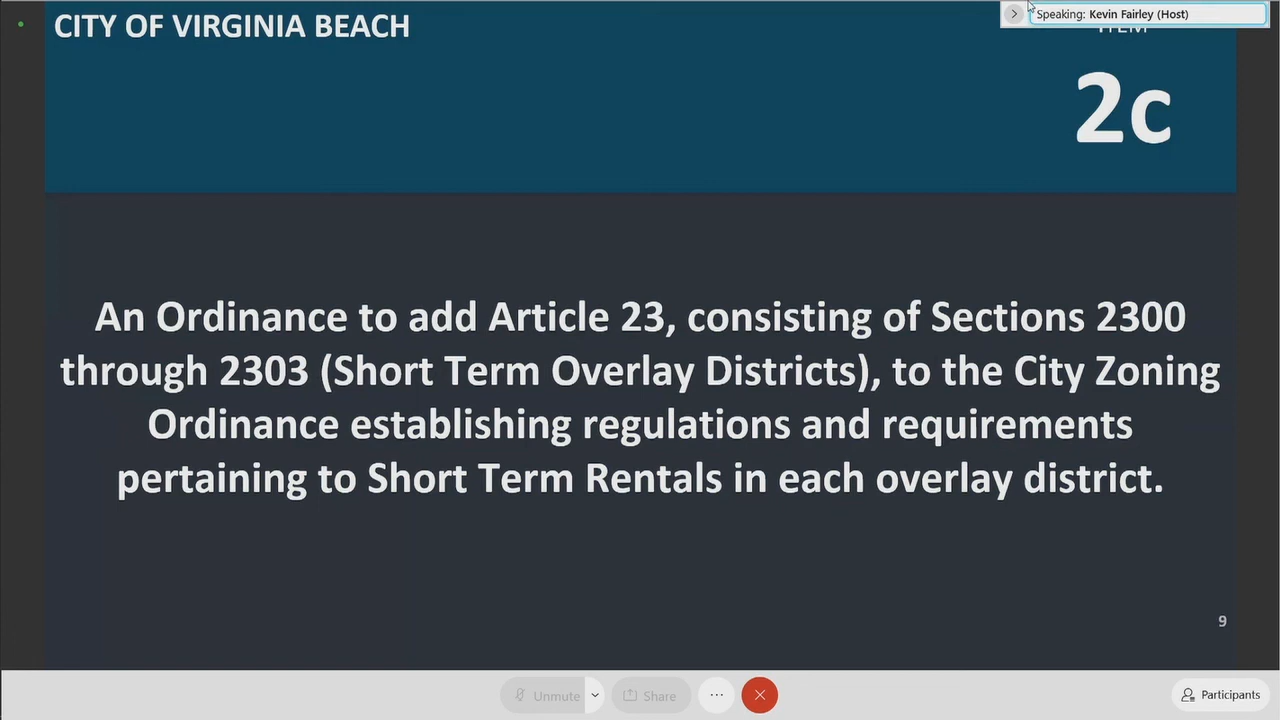 Speaking: Kevin Fairley (Host)
CITY OF VIRGINIA BEACH
ITEM
2c
An Ordinance to add Article 23, consisting of Sections 2300
through 2303 (Short Term Overlay Districts), to the City Zoning
Ordinance establishing regulations and requirements
pertaining to Short Term Rentals in each overlay district.
9
Unmute
Share
Participants